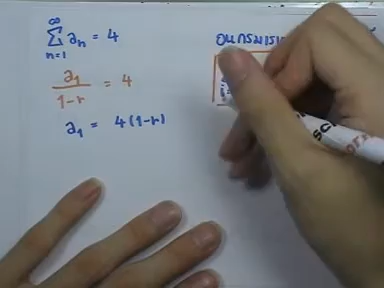 ∞
∑ aₙ = 4
n=1
a₁ / 1-r = 4
a₁ = 4(1-r)